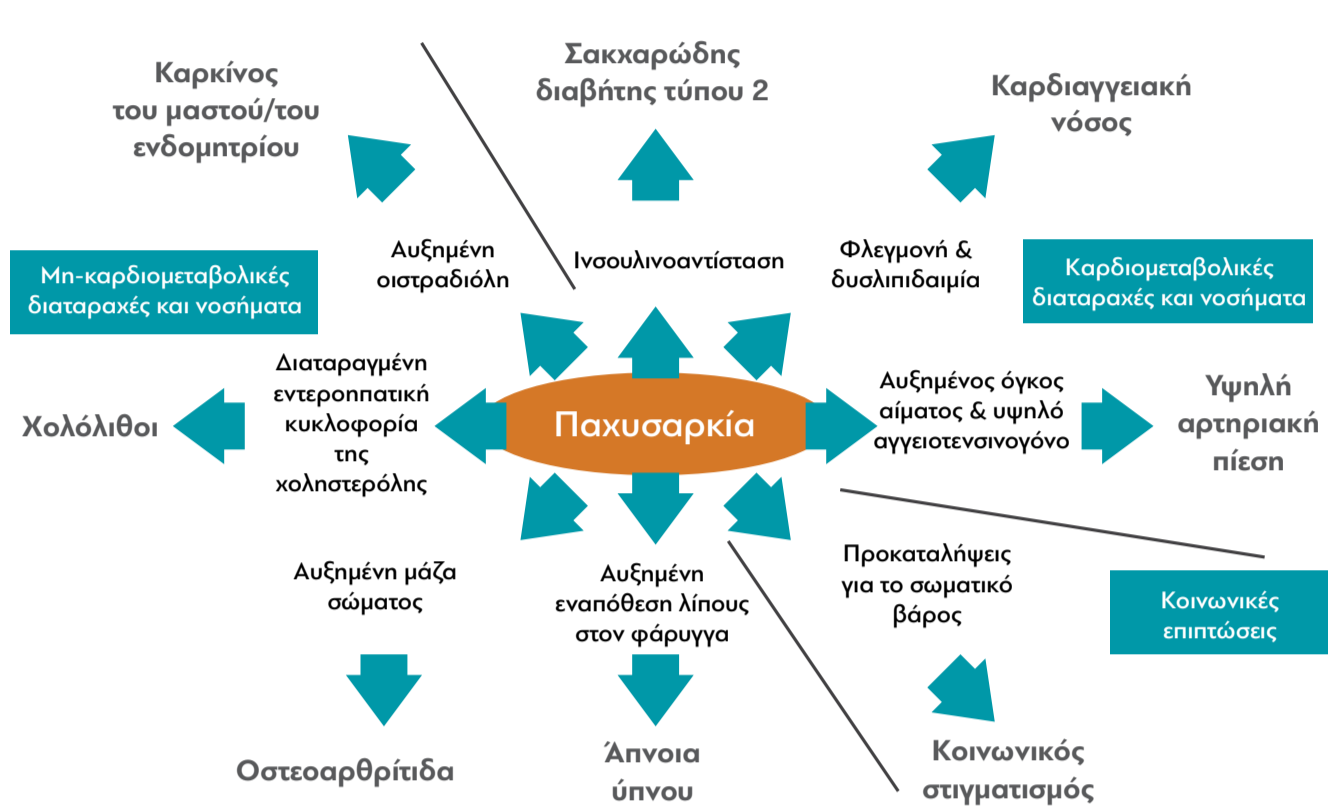 Καρκίνος
του μαστού/του
ενδομητρίου
Σακχαρώδης
διαβήτης τύπου 2
Καρδιαγγειακή
νόσος
Αυξημένη
οιστραδιόλη
Ινσουλινοαντίσταση
Φλεγμονή &
δυσλιπιδαιμία
Μη-καρδιομεταβολικές
διαταραχές και νοσήματα
Καρδιομεταβολικές
διαταραχές και νοσήματα
Χολόλιθοι
Διαταραγμένη
εντεροηπατική
κυκλοφορία
της
χοληστερόλης
Παχυσαρκία
Αυξημένος όγκος
αίματος & υψηλό
αγγειοτενσινογόνο
Υψηλή
αρτηριακή
πίεση
Αυξημένη μάζα
σώματος
Αυξημένη
εναπόθεση λίπους
στον φάρυγγα
Προκαταλήψεις
για το σωματικό
βάρος
Κοινωνικές
επιπτώσεις
Οστεοαρθρίτιδα
Άπνοια
ύπνου
Κοινωνικός
στιγματισμός